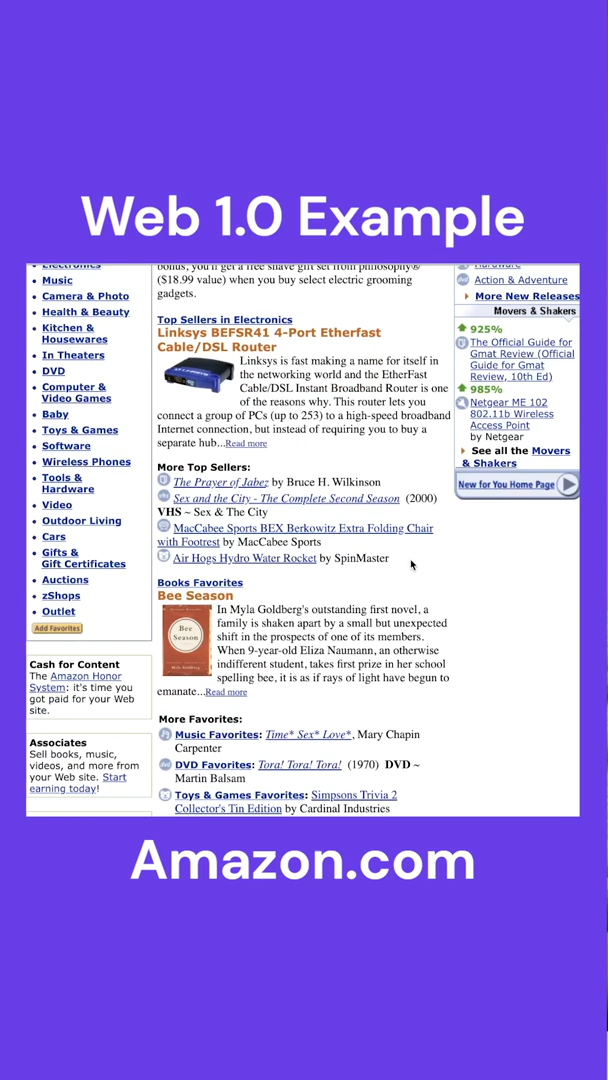 Web 1.0 Example
Electronics
Music
Camera & Photo
Health & Beauty
Kitchen &
Housewares
In Theaters
DVD
Computer &
Video Games
Baby
Toys & Games
Software
Wireless Phones
Tools &
Hardware
Video
Outdoor Living
Cars
Gifts &
Gift Certificates
Auctions
zShops
Outlet
Add Favorites
Cash for Content
The Amazon Honor
System: it's time you
got paid for your Web
site.
Associates
Sell books, music,
videos, and more from
your Web site. Start
earning today!
bonus, you'll get a free shave gift set from philosophy®
($18.99 value) when you buy select electric grooming
gadgets.
Top Sellers in Electronics
Linksys BEFSR41 4-Port Etherfast
Cable/DSL Router
Linksys is fast making a name for itself in
the networking world and the EtherFast
Cable/DSL Instant Broadband Router is one
of the reasons why. This router lets you
connect a group of PCs (up to 253) to a high-speed broadband
Internet connection, but instead of requiring you to buy a
separate hub...Read more
More Top Sellers:
The Prayer of Jabez by Bruce H. Wilkinson
Sex and the City - The Complete Second Season (2000)
VHS ~ Sex & The City
MacCabee Sports BEX Berkowitz Extra Folding Chair
with Footrest by MacCabee Sports
Air Hogs Hydro Water Rocket by SpinMaster
Books Favorites
Bee Season
Bee
Season
In Myla Goldberg's outstanding first novel, a
family is shaken apart by a small but unexpected
shift in the prospects of one of its members.
When 9-year-old Eliza Naumann, an otherwise
indifferent student, takes first prize in her school
spelling bee, it is as if rays of light have begun to
emanate...Read more
More Favorites:
Music Favorites: Time* Sex* Love*, Mary Chapin
Carpenter
DVD Favorites: Tora! Tora! Tora! (1970) DVD ~
Martin Balsam
Toys & Games Favorites: Simpsons Trivia 2
Collector's Tin Edition by Cardinal Industries
Hardware
Action & Adventure
More New Releases
Movers & Shakers
925%
The Official Guide for
Gmat Review (Official
Guide for Gmat
Review, 10th Ed)
985%
Netgear ME 102
802.11b Wireless
Access Point
by Netgear
See all the Movers
& Shakers
New for You Home Page
Amazon.com